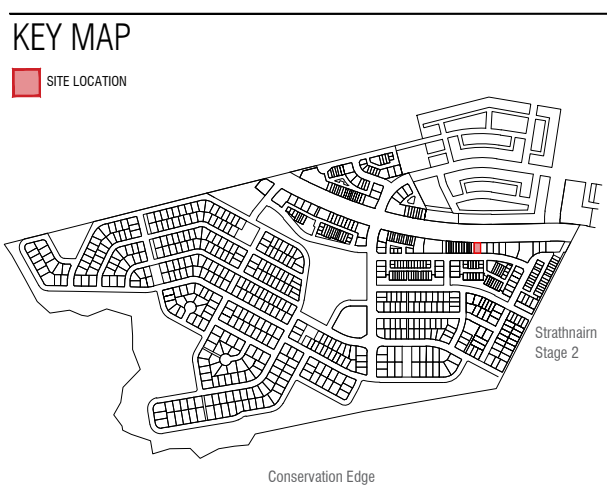 KEY MAP
SITE LOCATION
Strathnairn
Stage 2
Conservation Edge